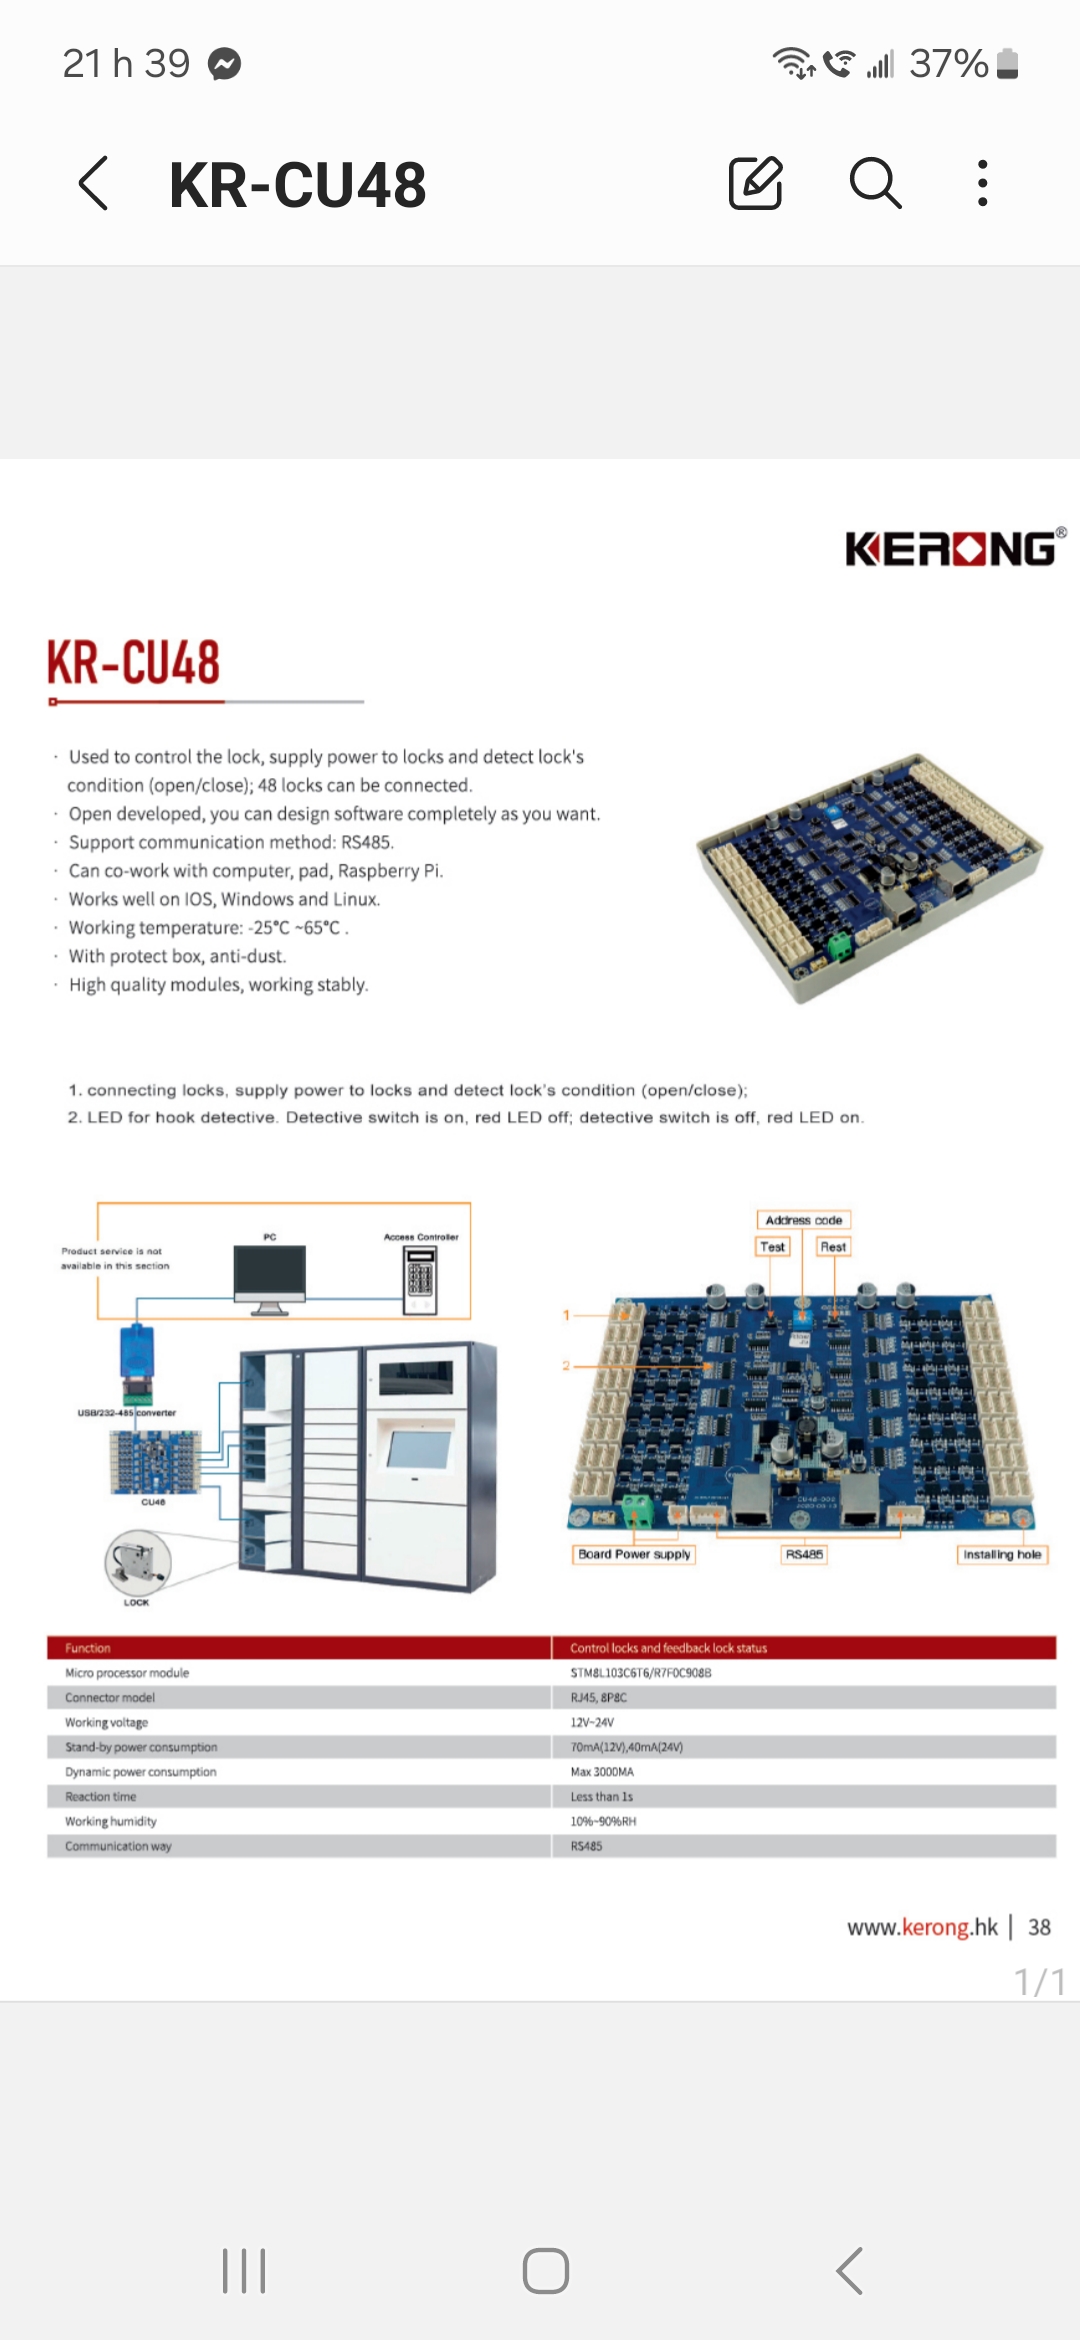 21 h 39
37%
KR-CU48
KERONG®
KR-CU48
· Used to control the lock, supply power to locks and detect lock's
condition (open/close); 48 locks can be connected.
· Open developed, you can design software completely as you want.
· Support communication method: RS485.
· Can co-work with computer, pad, Raspberry Pi.
· Works well on IOS, Windows and Linux.
· Working temperature: -25°C ~65°C .
· With protect box, anti-dust.
· High quality modules, working stably.
1. connecting locks, supply power to locks and detect lock's condition (open/close);
2. LED for hook detective. Detective switch is on, red LED off; detective switch is off, red LED on.
Product service is not
available in this section
PC
Access Controller
USB/232-485 converter
CU48
LOCK
Address code
Test
Rest
1
2
CU48-002
Board Power supply
RS485
Installing hole
Function Control locks and feedback lock status
Micro processor module STM8L103C6T6/R7F0C908B
Connector model RJ45, 8P8C
Working voltage 12V~24V
Stand-by power consumption 70mA(12V),40mA(24V)
Dynamic power consumption Max 3000MA
Reaction time Less than 1s
Working humidity 10%~90%RH
Communication way RS485
www.kerong.hk | 38
1/1